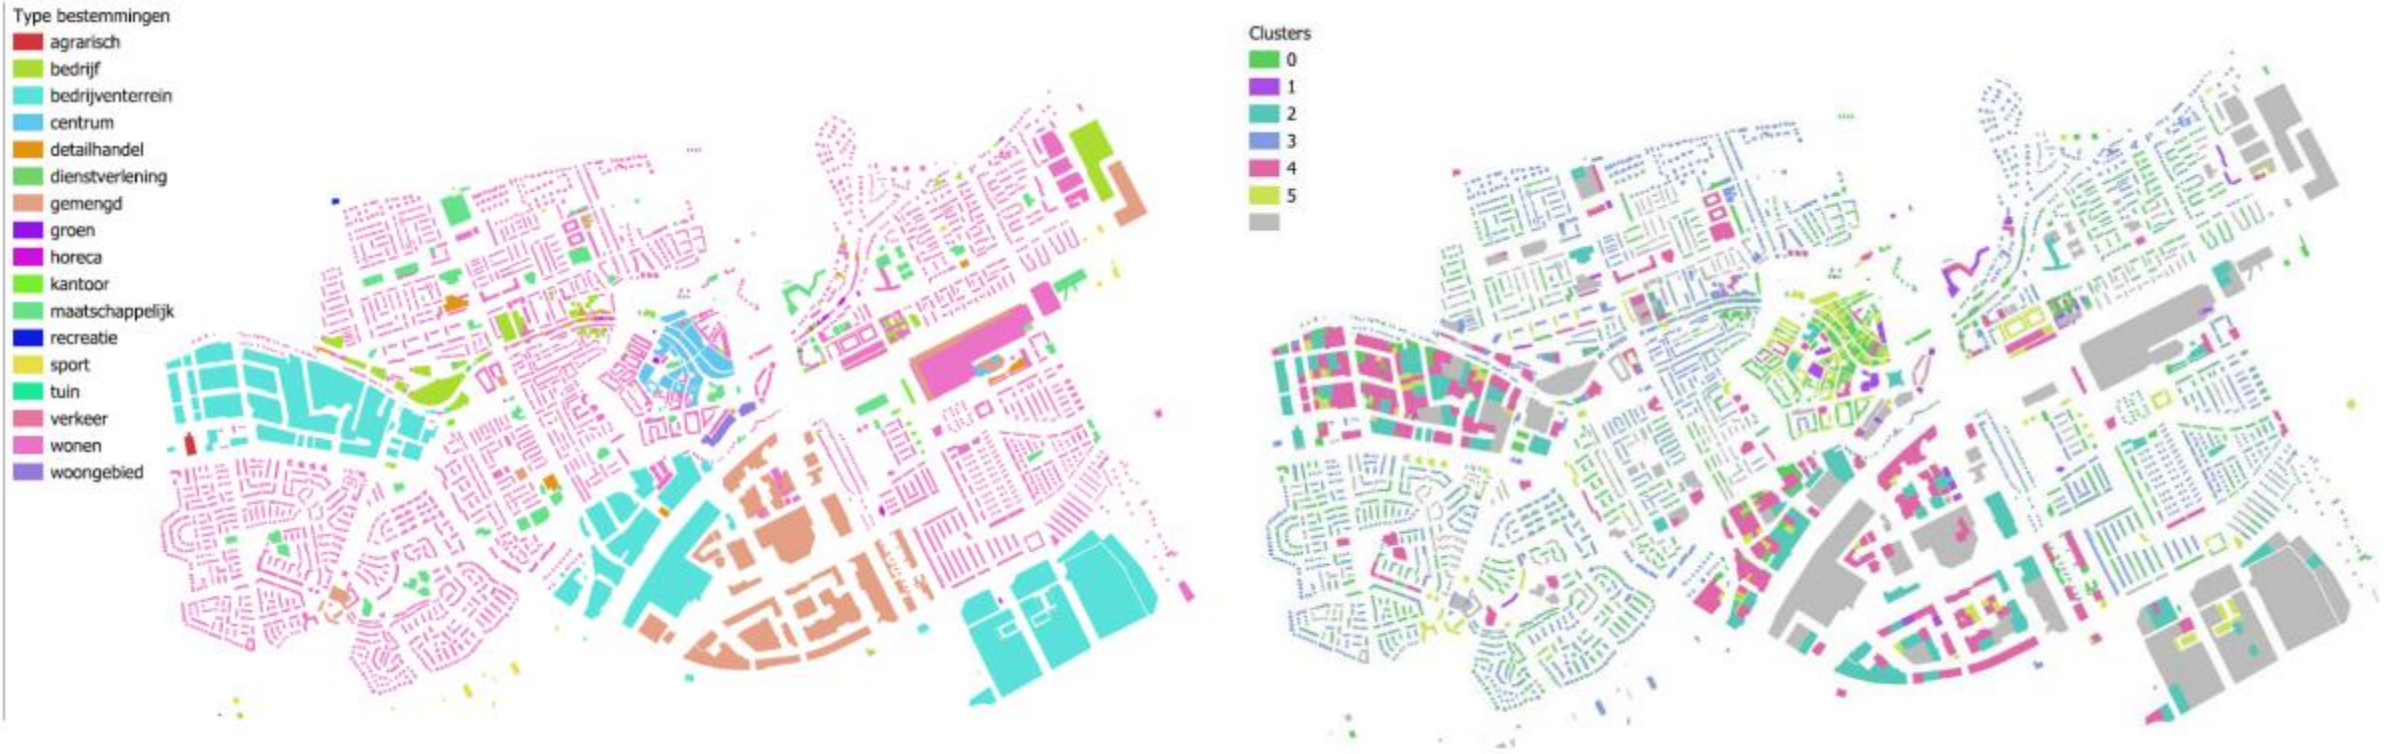 Type bestemmingen
agrarisch
bedrijf
bedrijventerrein
centrum
detailhandel
dienstverlening
gemengd
groen
horeca
kantoor
maatschappelijk
recreatie
sport
tuin
verkeer
wonen
woongebied
Clusters
0
1
2
3
4
5